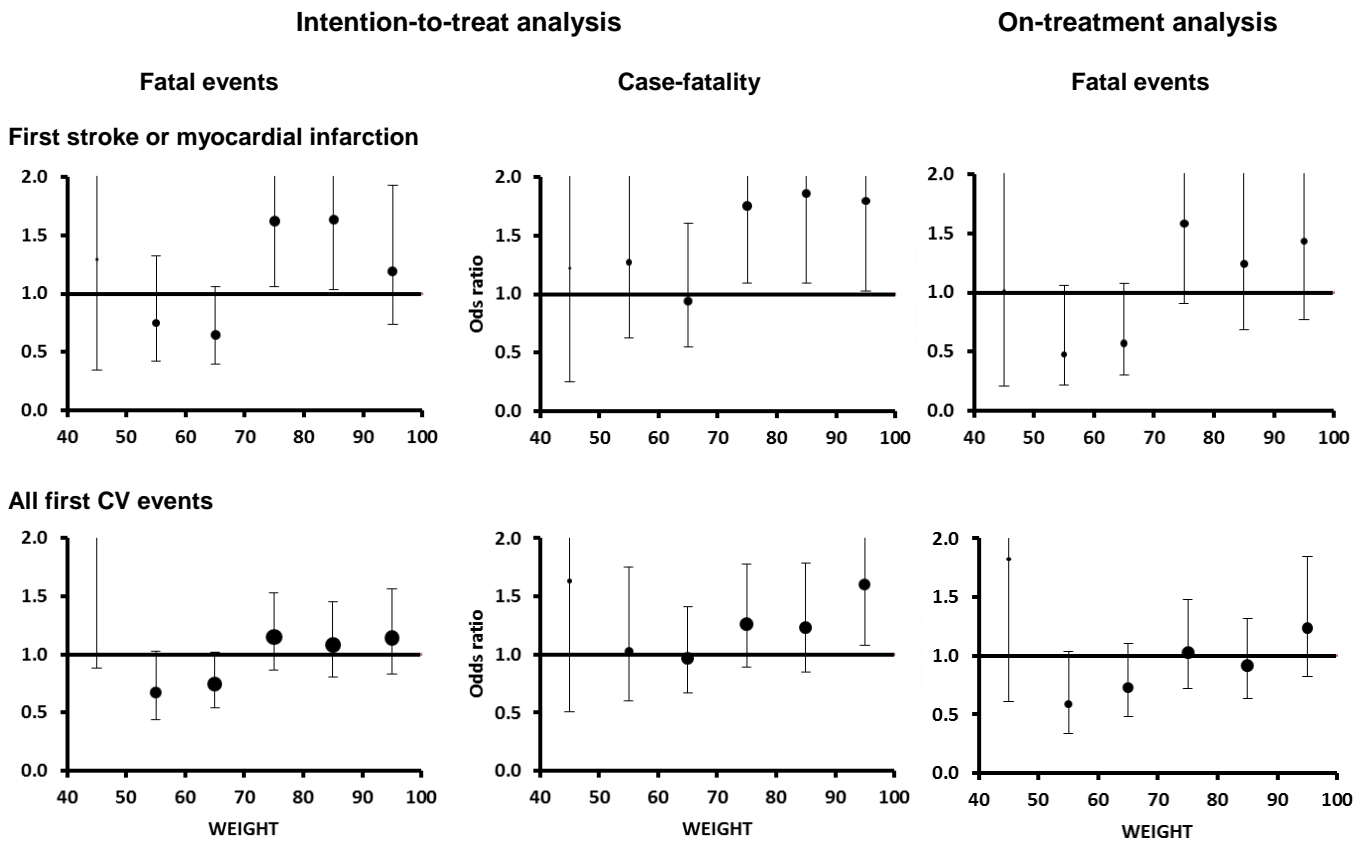 Intention-to-treat analysis
On-treatment analysis
Fatal events
Case-fatality
Fatal events
First stroke or myocardial infarction
2.0
1.5
1.0
0.5
0.0
40 50 60 70 80 90 100
Odds ratio
2.0
1.5
1.0
0.5
0.0
40 50 60 70 80 90 100
2.0
1.5
1.0
0.5
0.0
40 50 60 70 80 90 100
All first CV events
2.0
1.5
1.0
0.5
0.0
40 50 60 70 80 90 100
WEIGHT
Odds ratio
2.0
1.5
1.0
0.5
0.0
40 50 60 70 80 90 100
WEIGHT
2.0
1.5
1.0
0.5
0.0
40 50 60 70 80 90 100
WEIGHT